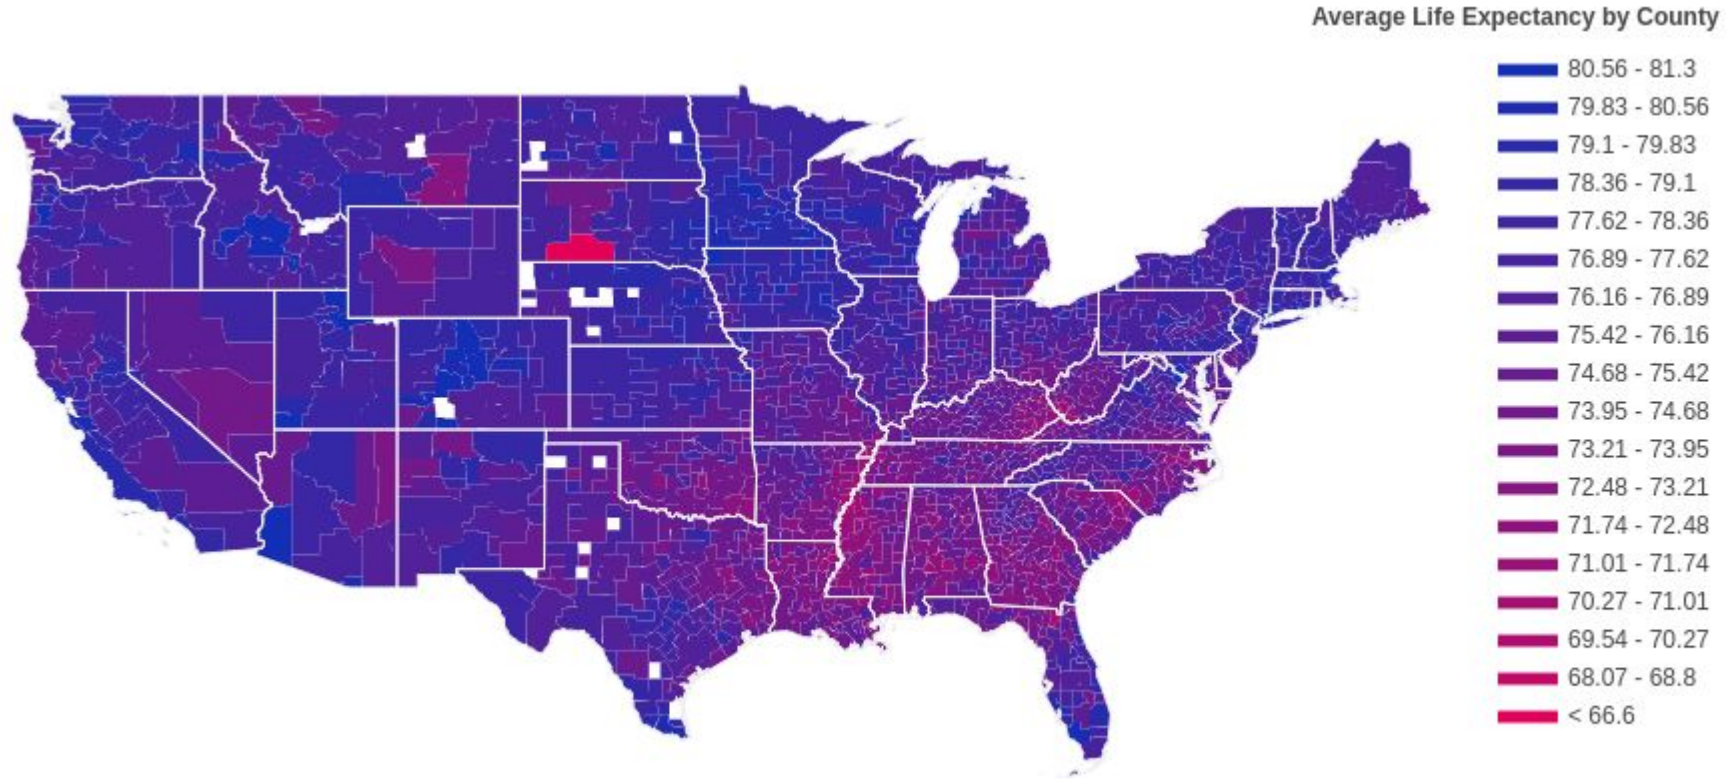 Average Life Expectancy by County
80.56 - 81.3
79.83 - 80.56
79.1 - 79.83
78.36 - 79.1
77.62 - 78.36
76.89 - 77.62
76.16 - 76.89
75.42 - 76.16
74.68 - 75.42
73.95 - 74.68
73.21 - 73.95
72.48 - 73.21
71.74 - 72.48
71.01 - 71.74
70.27 - 71.01
69.54 - 70.27
68.07 - 68.8
< 66.6